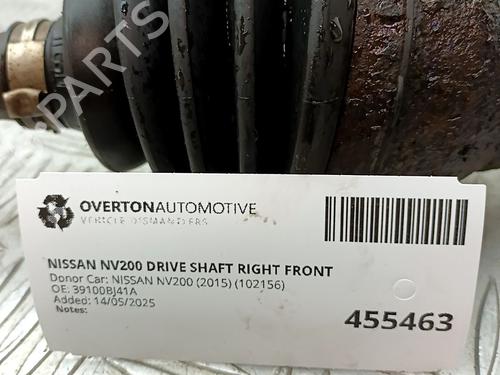 PARTS
OVERTONAUTOMOTIVE
VEHICLE DISMANTLERS
NISSAN NV200 DRIVE SHAFT RIGHT FRONT
Donor Car: NISSAN NV200 (2015) (102156)
OE: 39100BJ41A
Added: 14/05/2025
Notes:
455463